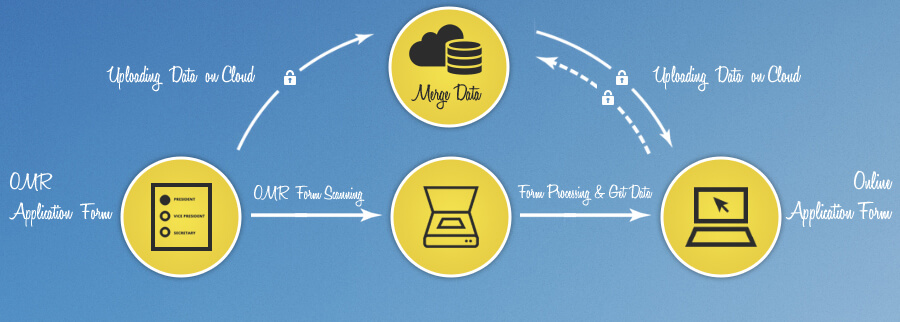 Merge Data
Uploading Data on Cloud
Uploading Data on Cloud
OMR
Application Form
PRESIDENT
VICE PRESIDENT
SECRETARY
OMR Form Scanning
Form Processing & Get Data
Online
Application Form